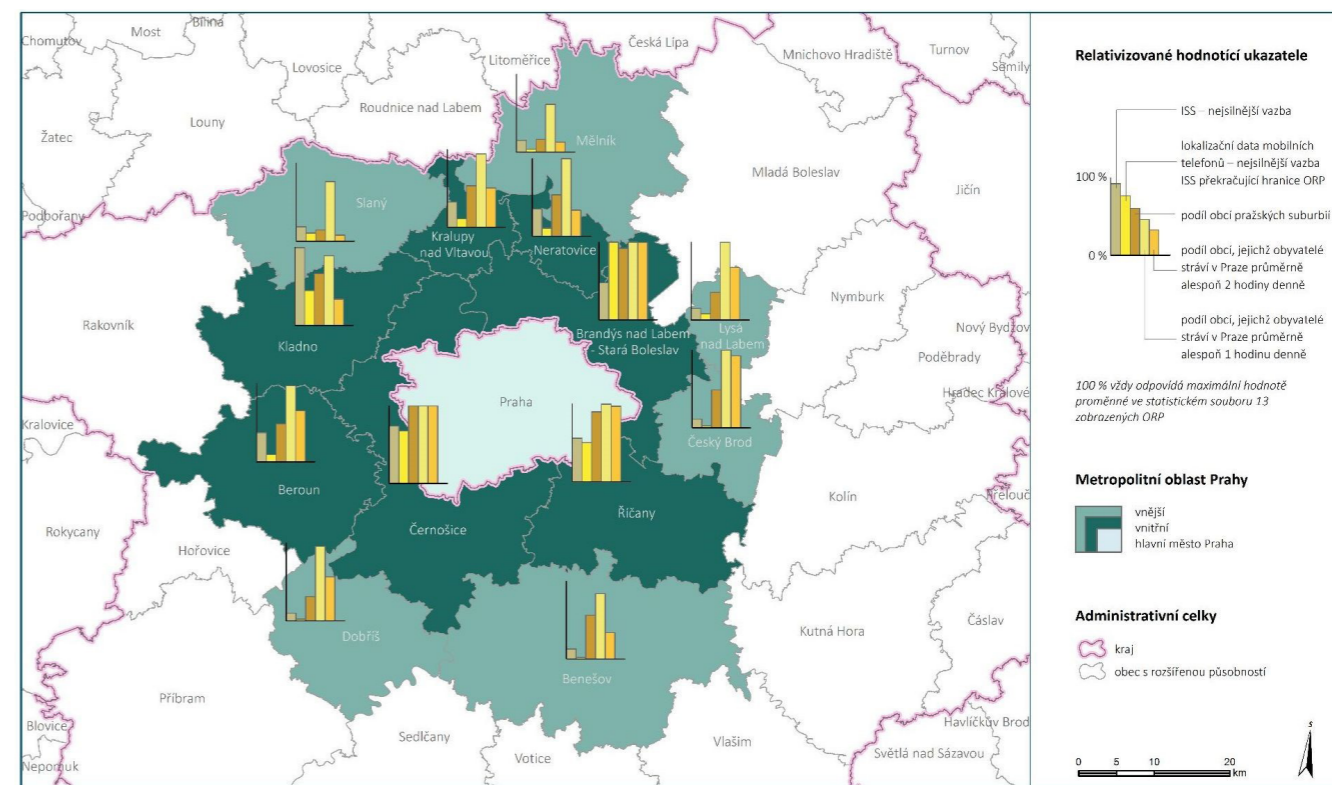 Chomutov
Most
Bílina
Lovosice
Litoměřice
Česká Lípa
Mnichovo Hradiště
Turnov
Semily
Žatec
Louny
Roudnice nad Labem
Mělník
Mladá Boleslav
Jičín
Podbořany
Slaný
Kralupy
nad Vltavou
Neratovice
Rakovník
Kladno
Brandýs nad Labem
- Stará Boleslav
Lysá
nad Labem
Nymburk
Nový Bydžov
Poděbrady
Hradec Králové
Praha
Český Brod
Kralovice
Beroun
Kolín
Přelouč
Rokycany
Hořovice
Černošice
Říčany
Dobříš
Benešov
Kutná Hora
Čáslav
Příbram
Blovice
Nepomuk
Sedlčany
Votice
Vlašim
Havlíčkův Brod
Světlá nad Sázavou
Relativizované hodnotící ukazatele
ISS – nejsilnější vazba
lokalizační data mobilních
telefonů – nejsilnější vazba
ISS překračující hranice ORP
100 %
podíl obcí pražských suburbií
0 %
podíl obcí, jejichž obyvatelé
stráví v Praze průměrně
alespoň 2 hodiny denně
podíl obcí, jejichž obyvatelé
stráví v Praze průměrně
alespoň 1 hodinu denně
100 % vždy odpovídá maximální hodnotě
proměnné ve statistickém souboru 13
zobrazených ORP
Metropolitní oblast Prahy
vnější
vnitřní
hlavní město Praha
Administrativní celky
kraj
obec s rozšířenou působností
S
0 5 10 20
km